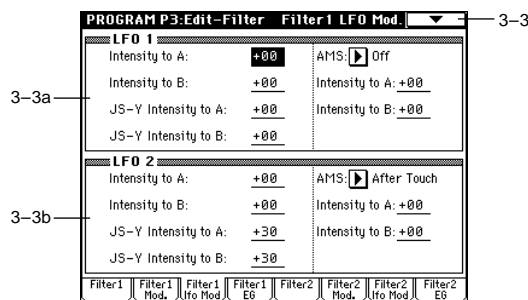 PROGRAM P3:Edit-Filter Filter1 LFO Mod.
3-3
3-3a
LFO 1
Intensity to A: +00 AMS: Off
Intensity to B: +00 Intensity to A: +00
JS-Y Intensity to A: +00 Intensity to B: +00
JS-Y Intensity to B: +00
3-3b
LFO 2
Intensity to A: +00 AMS: After Touch
Intensity to B: +00 Intensity to A: +00
JS-Y Intensity to A: +30 Intensity to B: +00
JS-Y Intensity to B: +30
Filter1 Filter1 Mod. Filter1 lfo Mod Filter1 EG Filter2 Filter2 Mod. Filter2 lfo Mod Filter2 EG